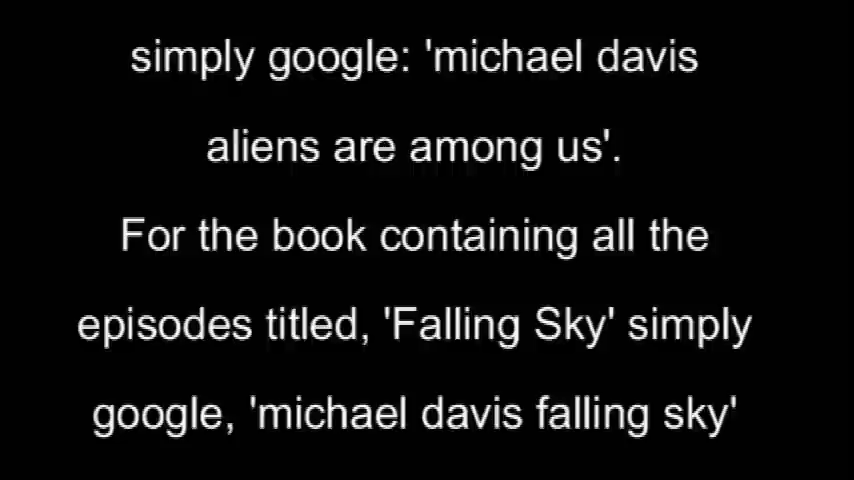 simply google: 'michael davis
aliens are among us'.
For the book containing all the
episodes titled, 'Falling Sky' simply
google, 'michael davis falling sky'